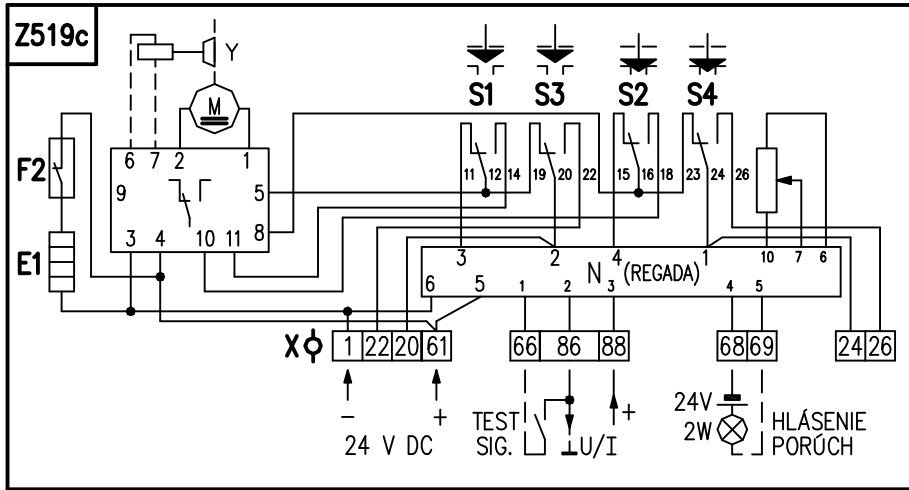 Z519c
Y
M
S1 S3 S2 S4
F2
E1
6 7 2 1
9 5
8
3 4 10 11
11 12 14 19 20 22 15 16 18 23 24 26
3 2 4 1 10 7 6
N (REGADA)
6 5 1 2 3 4 5
X 1 22 20 61 66 86 88 68 69 24 26
− + +
24 V DC
TEST
SIG.
U/I
24V
2W
HLÁSENIE
PORÚCH